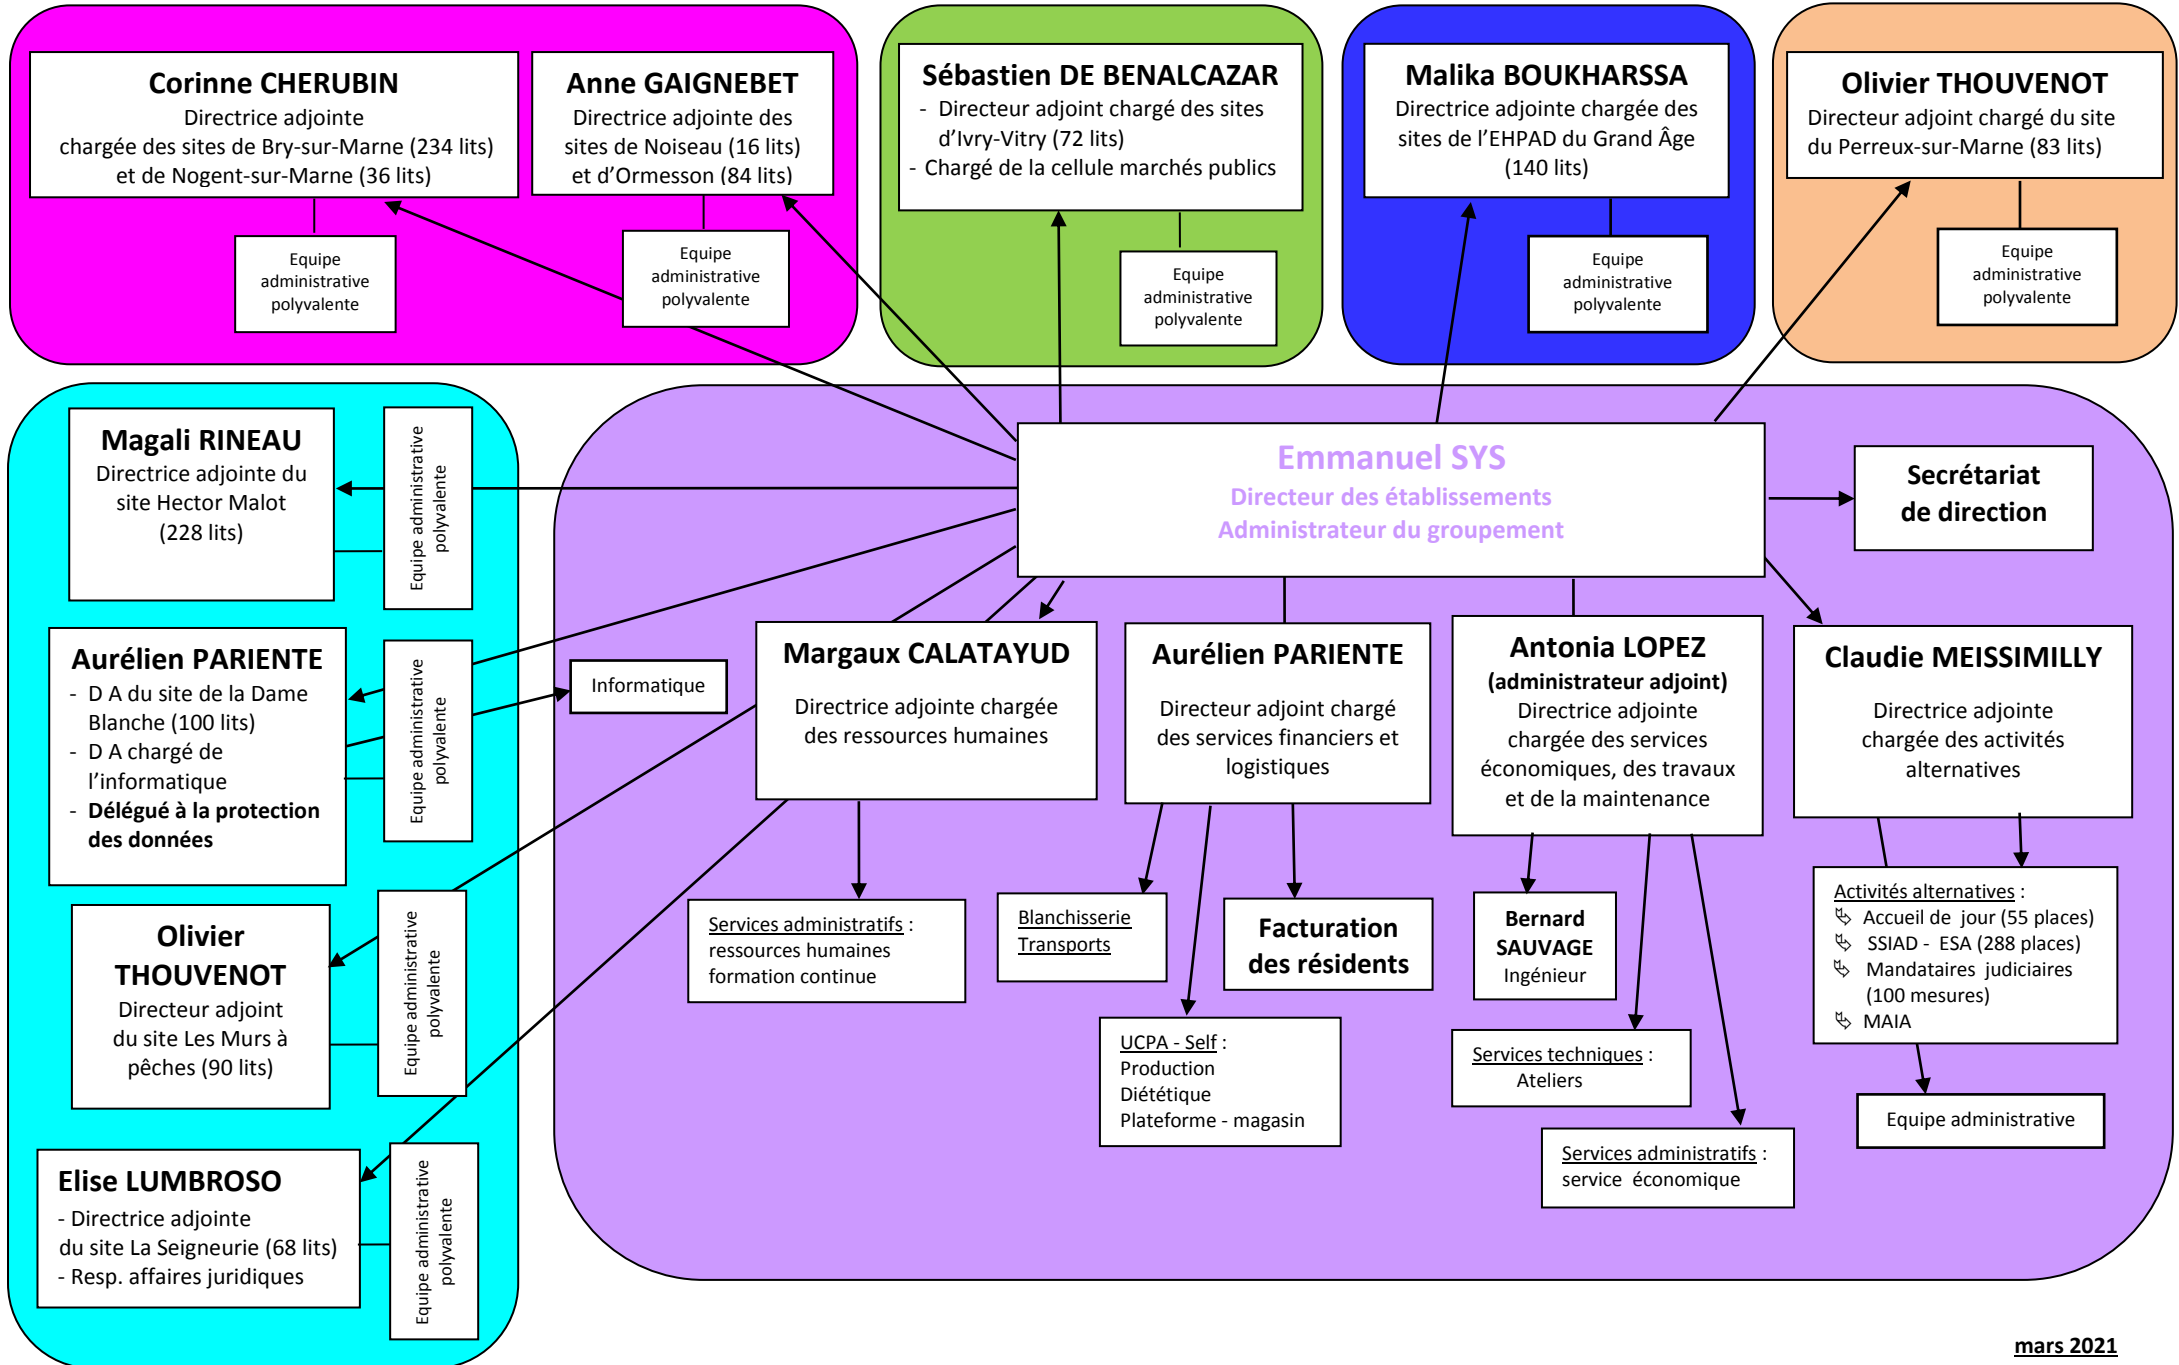 Corinne CHERUBIN
Directrice adjointe
chargée des sites de Bry-sur-Marne (234 lits)
et de Nogent-sur-Marne (36 lits)
Equipe
administrative
polyvalente
Anne GAIGNEBET
Directrice adjointe des
sites de Noiseau (16 lits)
et d'Ormesson (84 lits)
Equipe
administrative
polyvalente
Sébastien DE BENALCAZAR
- Directeur adjoint chargé des sites
d'Ivry-Vitry (72 lits)
- Chargé de la cellule marchés publics
Equipe
administrative
polyvalente
Malika BOUKHARSSA
Directrice adjointe chargée des
sites de l'EHPAD du Grand Âge
(140 lits)
Equipe
administrative
polyvalente
Olivier THOUVENOT
Directeur adjoint chargé du site
du Perreux-sur-Marne (83 lits)
Equipe
administrative
polyvalente
Magali RINEAU
Directrice adjointe du
site Hector Malot
(228 lits)
Equipe administrative
polyvalente
Aurélien PARIENTE
- D A du site de la Dame
Blanche (100 lits)
- D A chargé de
l'informatique
- Délégué à la protection
des données
Equipe administrative
polyvalente
Olivier
THOUVENOT
Directeur adjoint
du site Les Murs à
pêches (90 lits)
Equipe administrative
polyvalente
Elise LUMBROSO
- Directrice adjointe
du site La Seigneurie (68 lits)
- Resp. affaires juridiques
Equipe administrative
polyvalente
Emmanuel SYS
Directeur des établissements
Administrateur du groupement
Secrétariat
de direction
Informatique
Margaux CALATAYUD
Directrice adjointe chargée
des ressources humaines
Services administratifs :
ressources humaines
formation continue
Aurélien PARIENTE
Directeur adjoint chargé
des services financiers et
logistiques
Blanchisserie
Transports
Facturation
des résidents
UCPA - Self :
Production
Diététique
Plateforme - magasin
Antonia LOPEZ
(administrateur adjoint)
Directrice adjointe
chargée des services
économiques, des travaux
et de la maintenance
Bernard
SAUVAGE
Ingénieur
Services techniques :
Ateliers
Services administratifs :
service économique
Claudie MEISSIMILLY
Directrice adjointe
chargée des activités
alternatives
Activités alternatives :
Accueil de jour (55 places)
SSIAD - ESA (288 places)
Mandataires judiciaires
(100 mesures)
MAIA
Equipe administrative
mars 2021